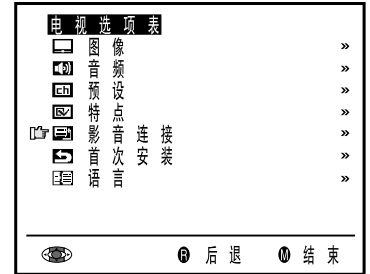 电视选项表
图像 »
音频 »
ch 预设 »
特点 »
影音连接 »
首次安装 »
语言 »
R 后退 M 结束